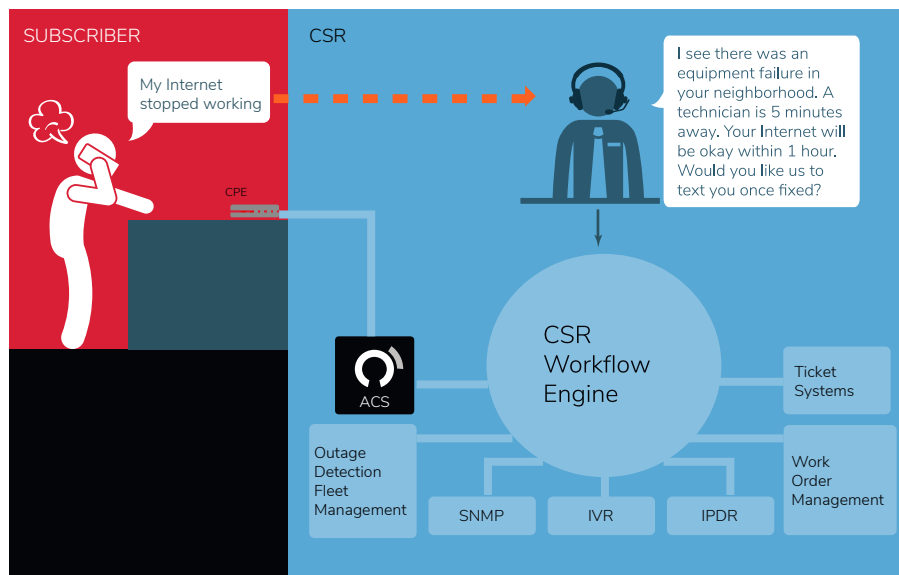 SUBSCRIBER
My Internet
stopped working
CPE
CSR
I see there was an
equipment failure in
your neighborhood. A
technician is 5 minutes
away. Your Internet will
be okay within 1 hour.
Would you like us to
text you once fixed?
CSR
Workflow
Engine
ACS
Ticket
Systems
Outage
Detection
Fleet
Management
SNMP
IVR
IPDR
Work
Order
Management